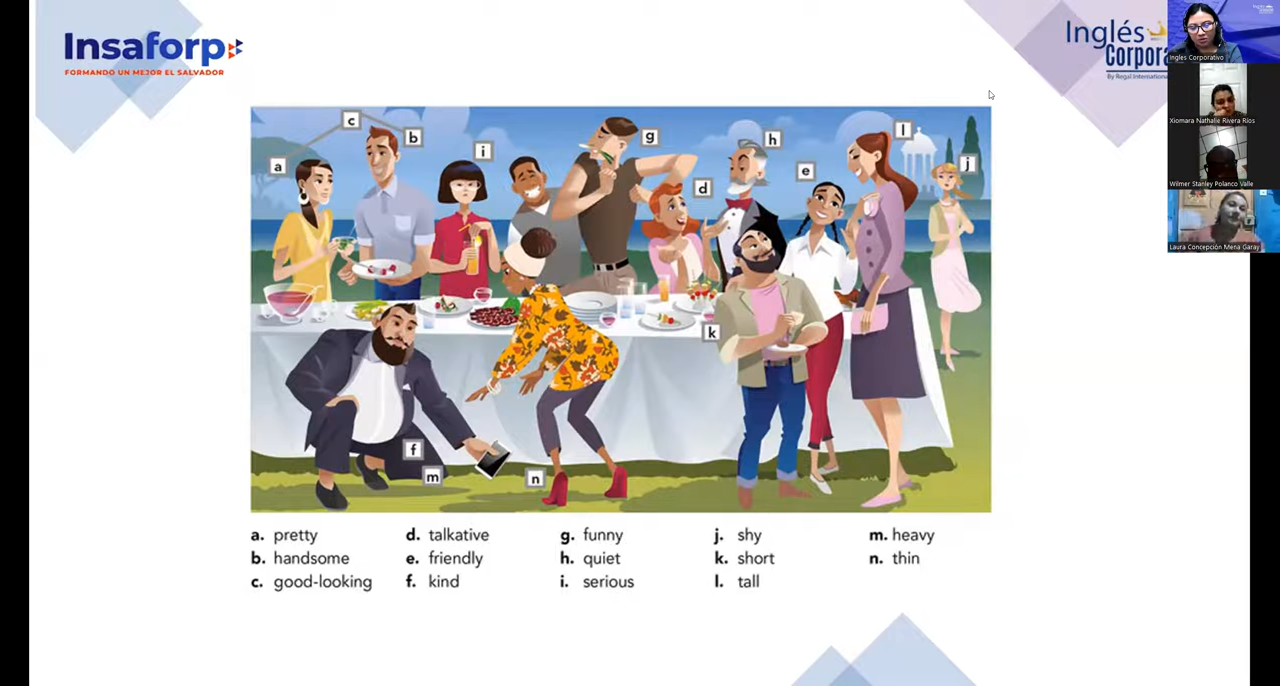 Insaforp
FORMANDO UN MEJOR EL SALVADOR
Inglés
Corpora
By Regal Internationa
Ingles Corporativo
Xiomara Nathalie Rivera Ríos
Wilmer Stanley Polanco Valle
Laura Concepción Mena Garay
a
c
b
i
g
d
h
e
l
j
k
f
m
n
a. pretty
b. handsome
c. good-looking
d. talkative
e. friendly
f. kind
g. funny
h. quiet
i. serious
j. shy
k. short
l. tall
m. heavy
n. thin